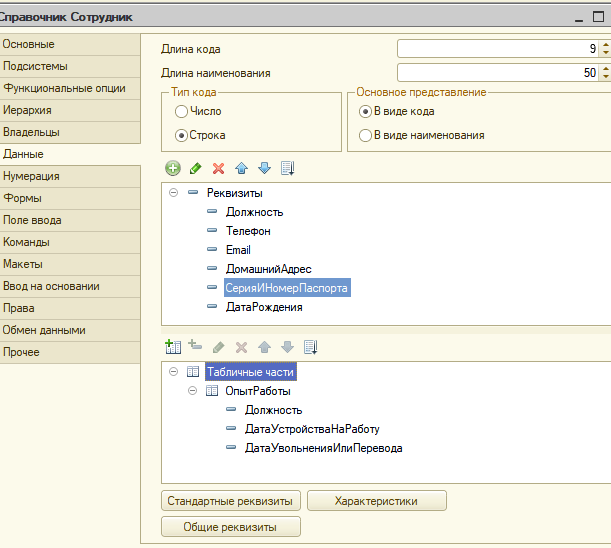 Справочник Сотрудник
Основные
Подсистемы
Функциональные опции
Иерархия
Владельцы
Данные
Нумерация
Формы
Поле ввода
Команды
Макеты
Ввод на основании
Права
Обмен данными
Прочее
Длина кода 9
Длина наименования 50
Тип кода
Число
Строка
Основное представление
В виде кода
В виде наименования
Реквизиты
Должность
Телефон
Email
ДомашнийАдрес
СерияИНомерПаспорта
ДатаРождения
Табличные части
ОпытРаботы
Должность
ДатаУстройстваНаРаботу
ДатаУвольненияИлиПеревода
Стандартные реквизиты
Характеристики
Общие реквизиты